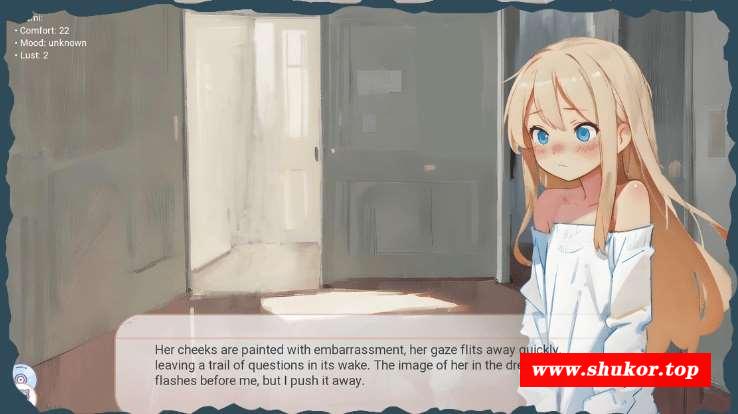 • Comfort: 22
• Mood: unknown
• Lust: 2
Her cheeks are painted with embarrassment, her gaze flits away quickly,
leaving a trail of questions in its wake. The image of her in the
flashes before me, but I push it away.
www.shukor.top